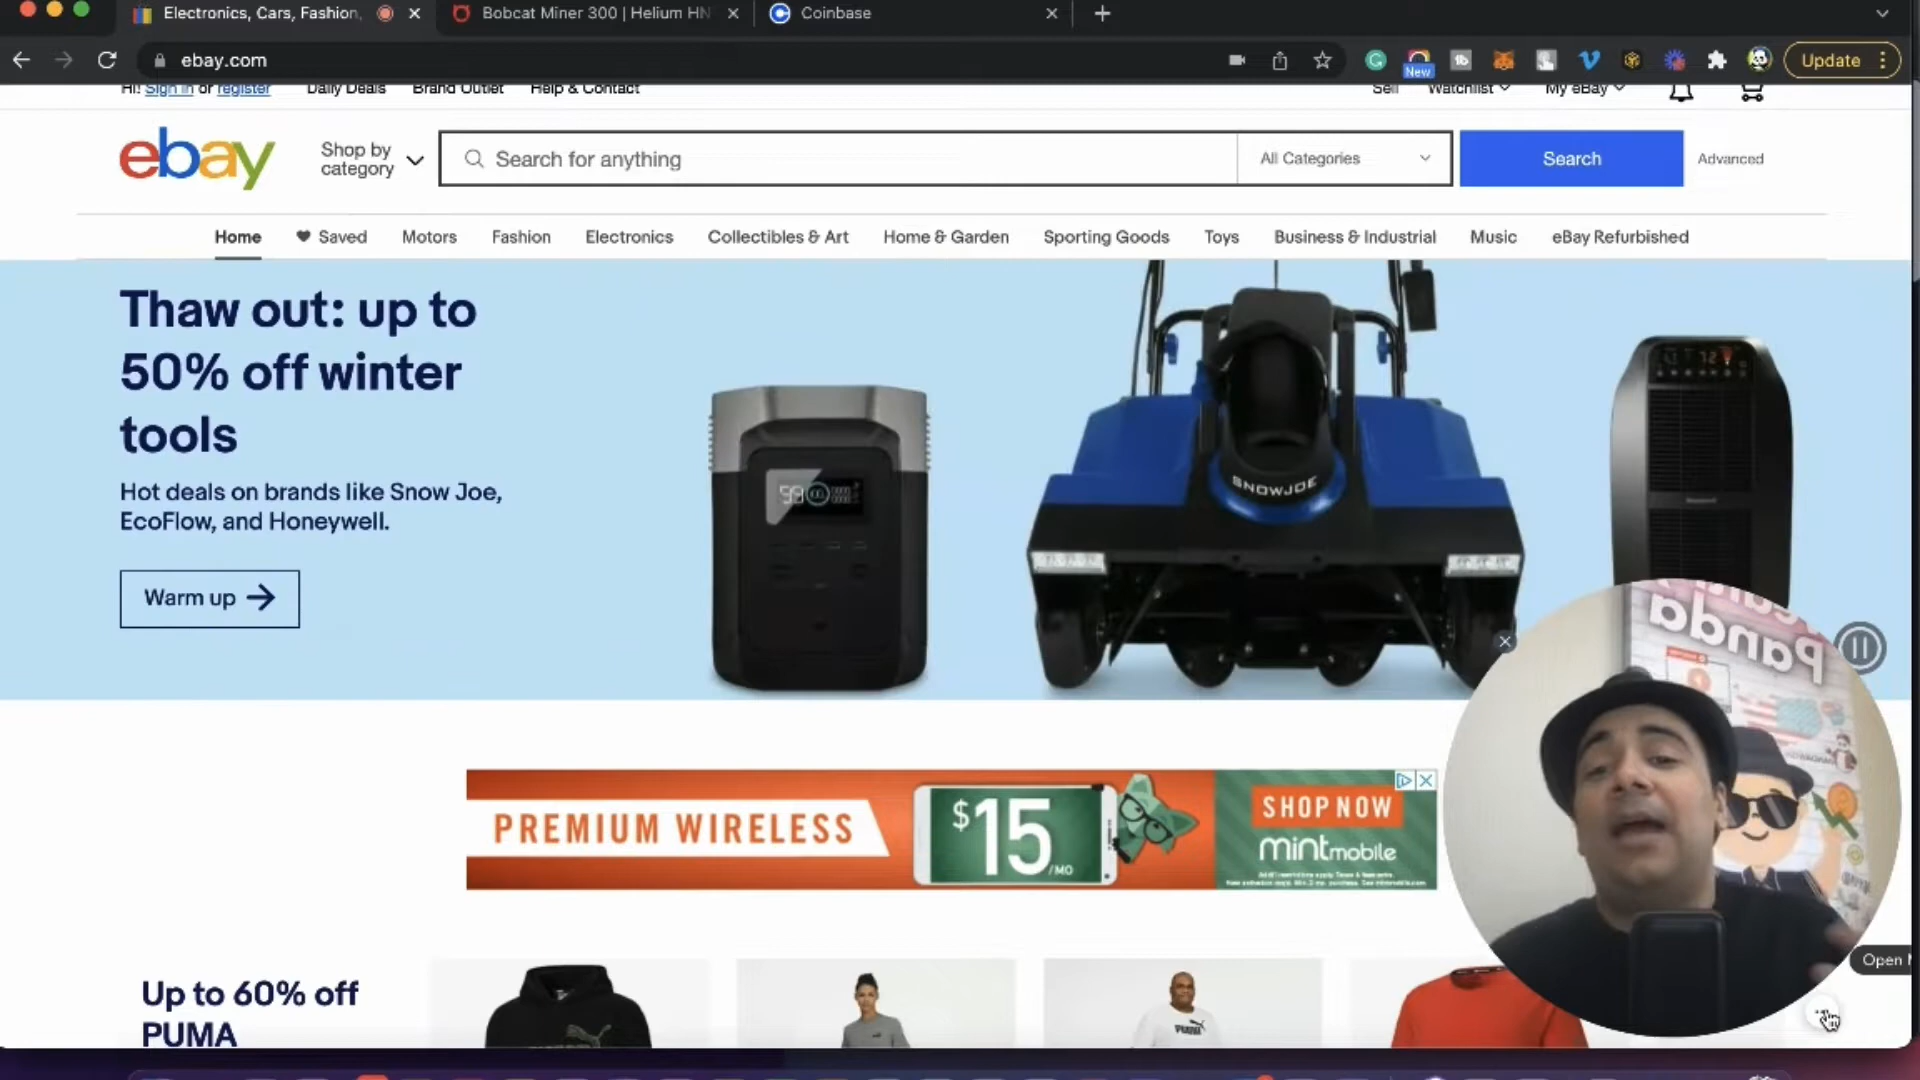 Electronics, Cars, Fashion,
Bobcat Miner 300 | Helium HN
Coinbase
ebay.com
New
Update
Hi! Sign in or register
Daily Deals
Brand Outlet
Help & Contact
Sell
Watchlist
My eBay
ebay
Shop by
category
Search for anything
All Categories
Search
Advanced
Home
Saved
Motors
Fashion
Electronics
Collectibles & Art
Home & Garden
Sporting Goods
Toys
Business & Industrial
Music
eBay Refurbished
Thaw out: up to
50% off winter
tools
Hot deals on brands like Snow Joe,
EcoFlow, and Honeywell.
Warm up
SNOWJOE
72
Panda
PREMIUM WIRELESS
$15/MO
SHOP NOW
mintmobile
Open
Up to 60% off
PUMA
PUMA